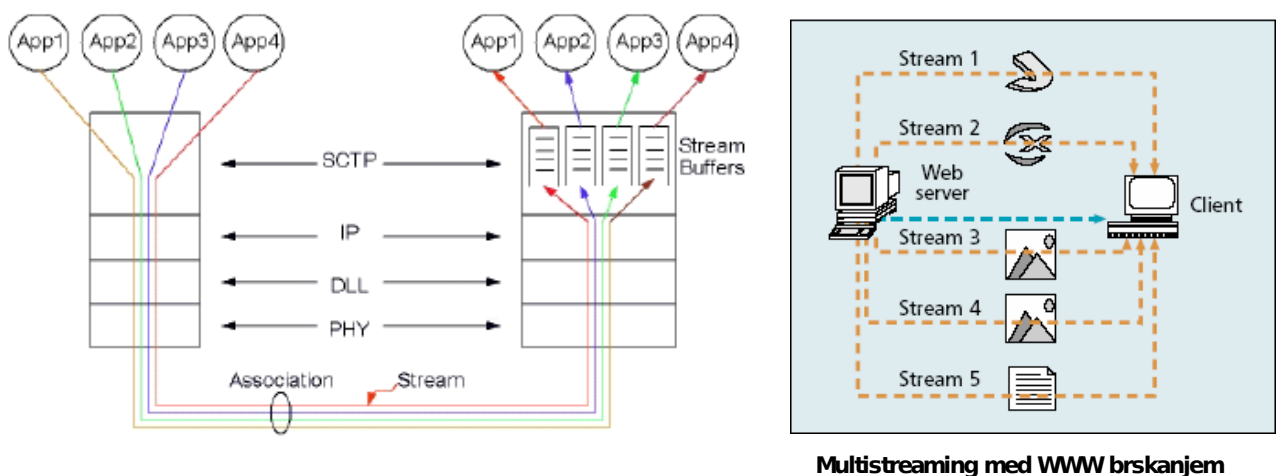 App1 App2 App3 App4
App1 App2 App3 App4
SCTP
Stream
Buffers
IP
DLL
PHY
Association
Stream
Stream 1
Stream 2
Web
server
Client
Stream 3
Stream 4
Stream 5
Multistreaming med WWW brskanjem